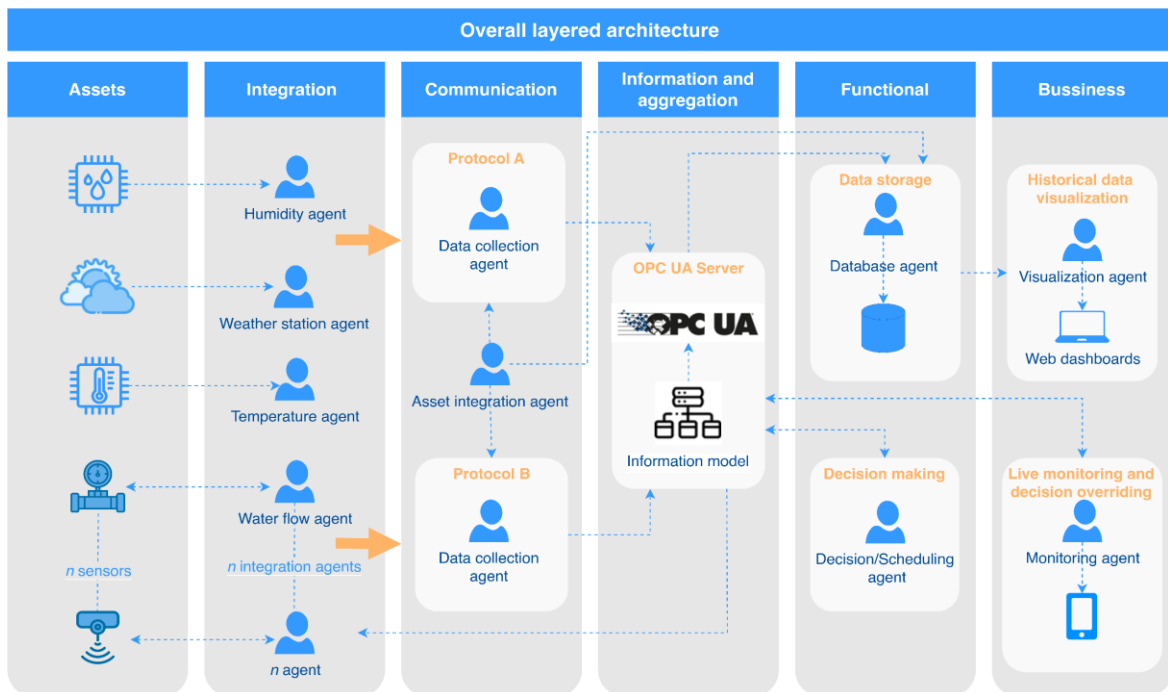 Overall layered architecture
Assets
Integration
Communication
Information and
aggregation
Functional
Bussiness
Humidity agent
Weather station agent
Temperature agent
Water flow agent
n sensors
n integration agents
n agent
Protocol A
Data collection
agent
Asset integration agent
Protocol B
Data collection
agent
OPC UA Server
OPC UA
Information model
Data storage
Database agent
Decision making
Decision/Scheduling
agent
Historical data
visualization
Visualization agent
Web dashboards
Live monitoring and
decision overriding
Monitoring agent